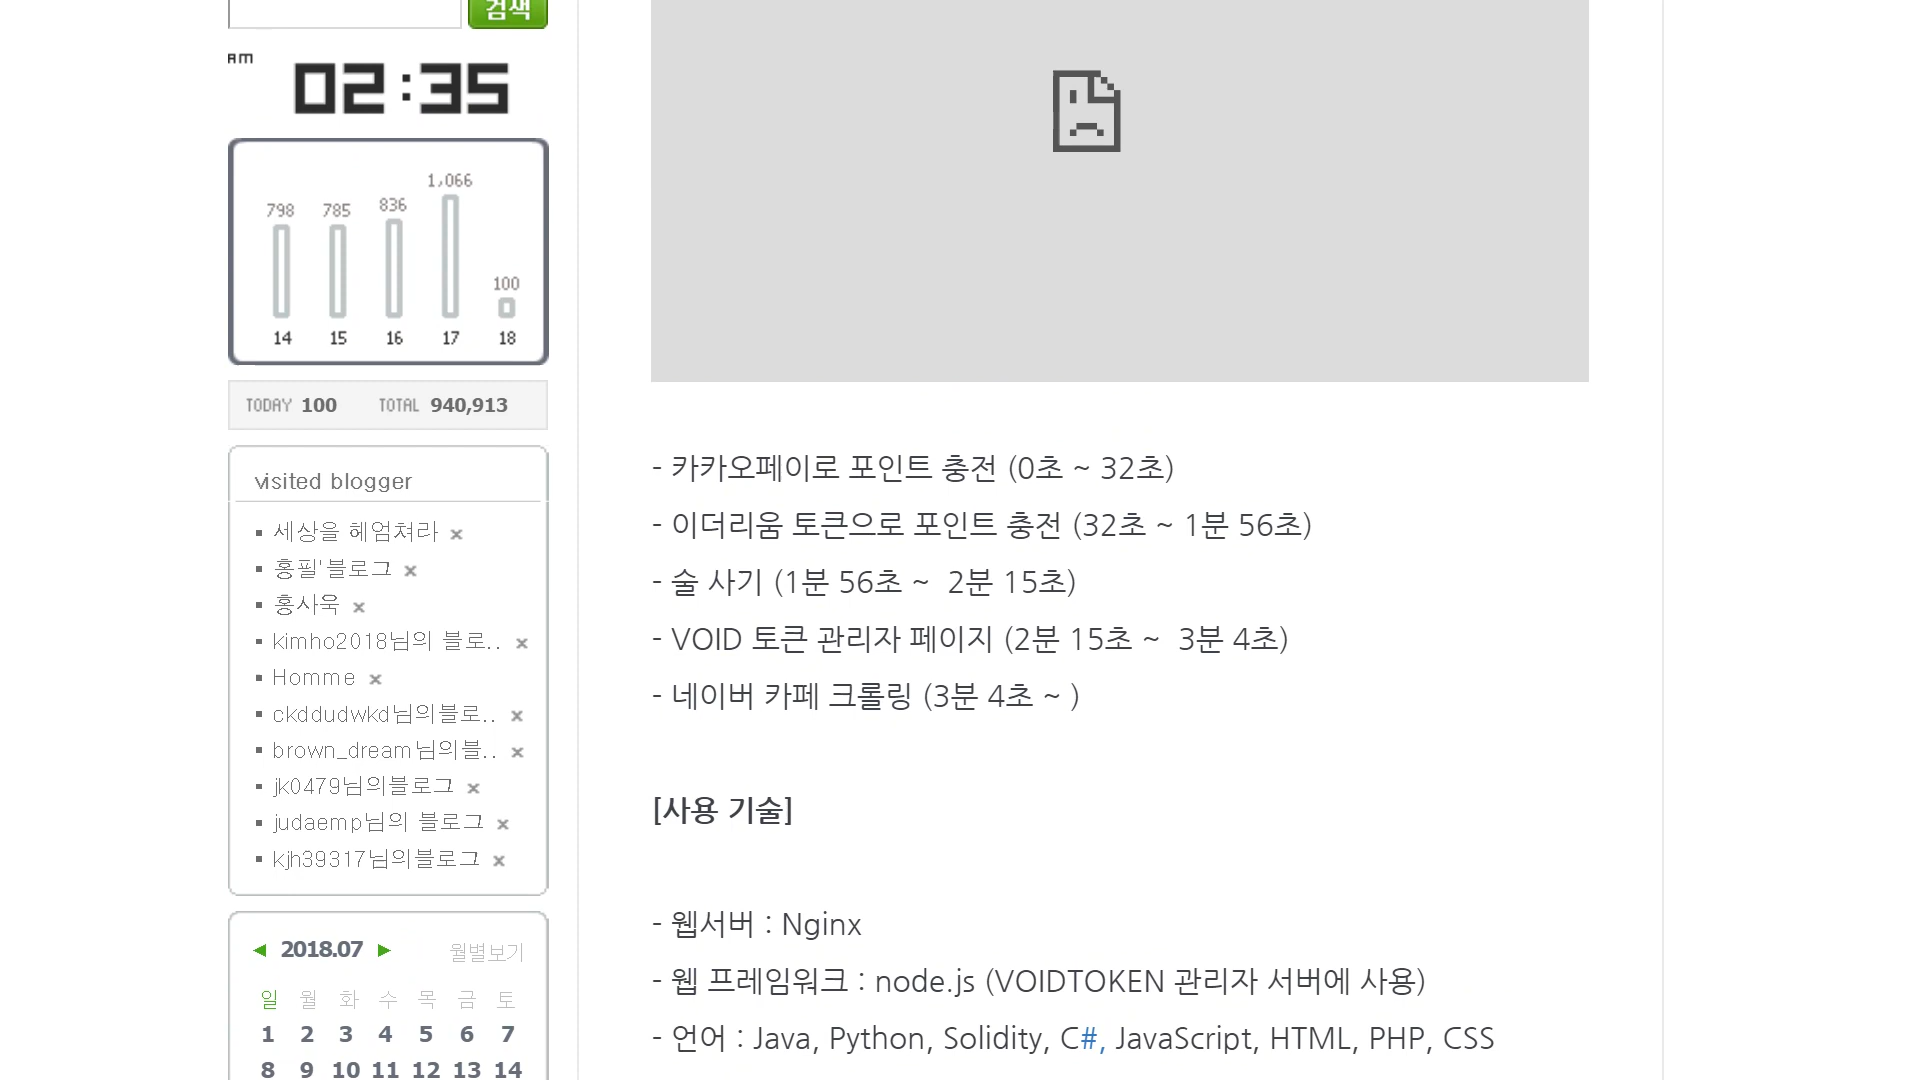 검색
AM
02:35
1,066
836
798 785
100
14 15 16 17 18
TODAY 100 TOTAL 940,913
visited blogger
세상을 헤엄쳐라
홍필'블로그
홍사욱
kimho2018님의 블로..
Homme
ckddudwkd님의블로..
brown_dream님의블..
jk0479님의블로그
judaemp님의 블로그
kjh39317님의블로그
2018.07 월별보기
일 월 화 수 목 금 토
1 2 3 4 5 6 7
8 9 10 11 12 13 14
- 카카오페이로 포인트 충전 (0초 ~ 32초)
- 이더리움 토큰으로 포인트 충전 (32초 ~ 1분 56초)
- 술 사기 (1분 56초 ~ 2분 15초)
- VOID 토큰 관리자 페이지 (2분 15초 ~ 3분 4초)
- 네이버 카페 크롤링 (3분 4초 ~ )
[사용 기술]
- 웹서버 : Nginx
- 웹 프레임워크 : node.js (VOIDTOKEN 관리자 서버에 사용)
- 언어 : Java, Python, Solidity, C#, JavaScript, HTML, PHP, CSS